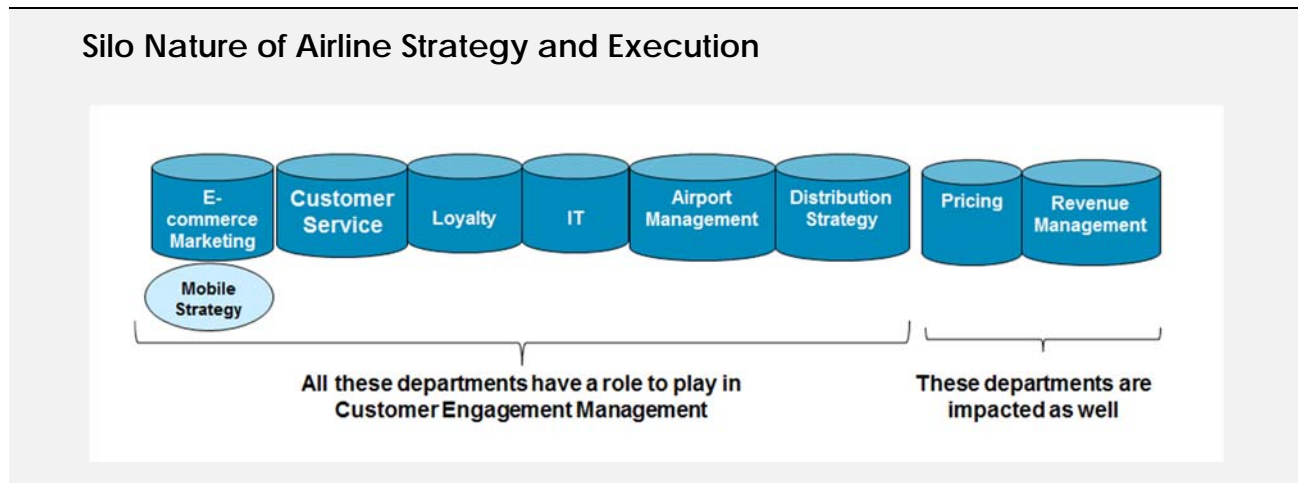 Silo Nature of Airline Strategy and Execution
E-
commerce
Marketing
Customer
Service
Loyalty
IT
Airport
Management
Distribution
Strategy
Pricing
Revenue
Management
Mobile
Strategy
All these departments have a role to play in
Customer Engagement Management
These departments are
impacted as well